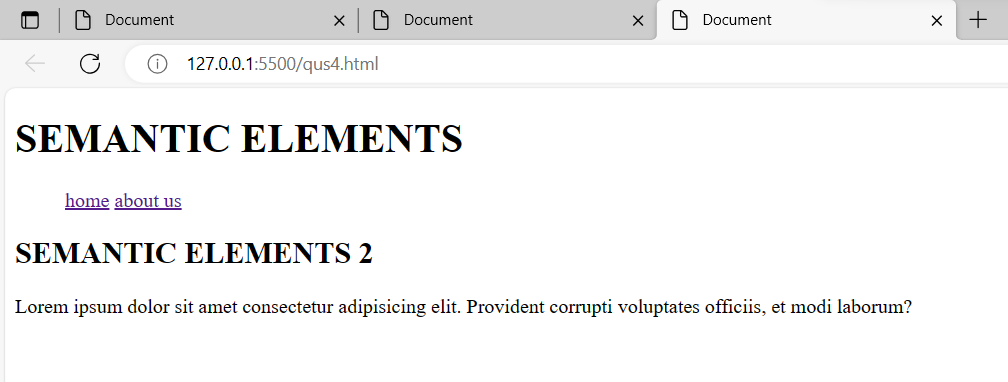 Document Document Document
127.0.0.1:5500/qus4.html
SEMANTIC ELEMENTS
home about us
SEMANTIC ELEMENTS 2
Lorem ipsum dolor sit amet consectetur adipisicing elit. Provident corrupti voluptates officiis, et modi laborum?